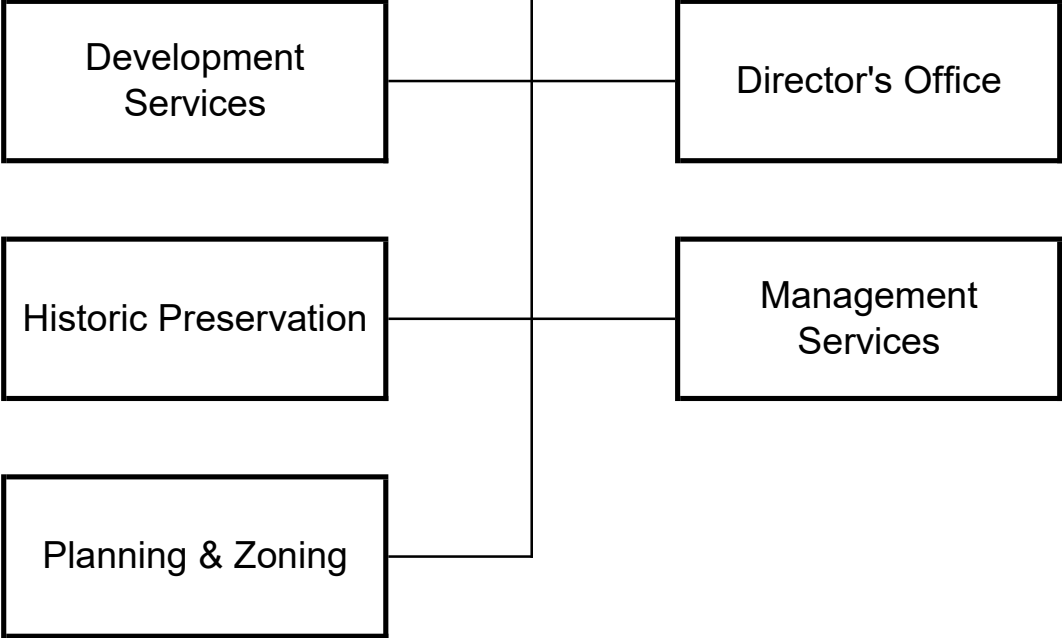 Development
Services
Director's Office
Historic Preservation
Management
Services
Planning & Zoning